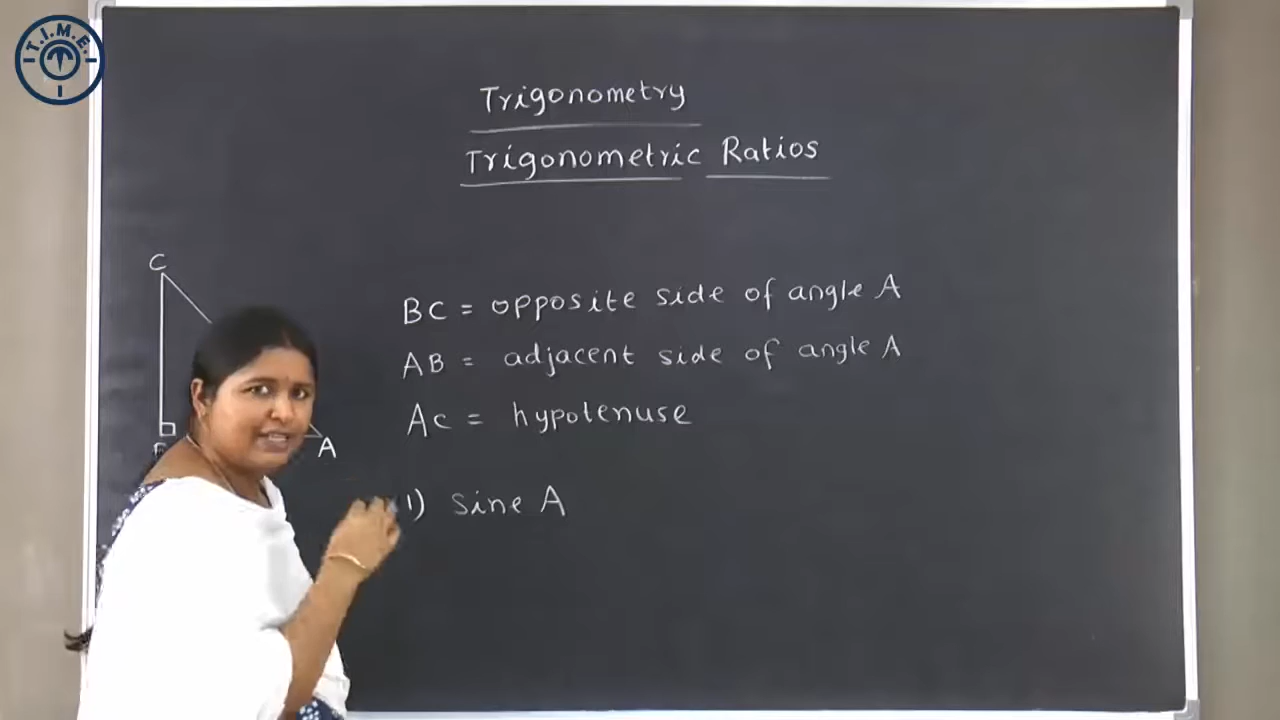 T.I.M.E.
Trigonometry
Trigonometric Ratios
C
BC = opposite side of angle A
AB = adjacent side of angle A
AC = hypotenuse
A
1) Sine A